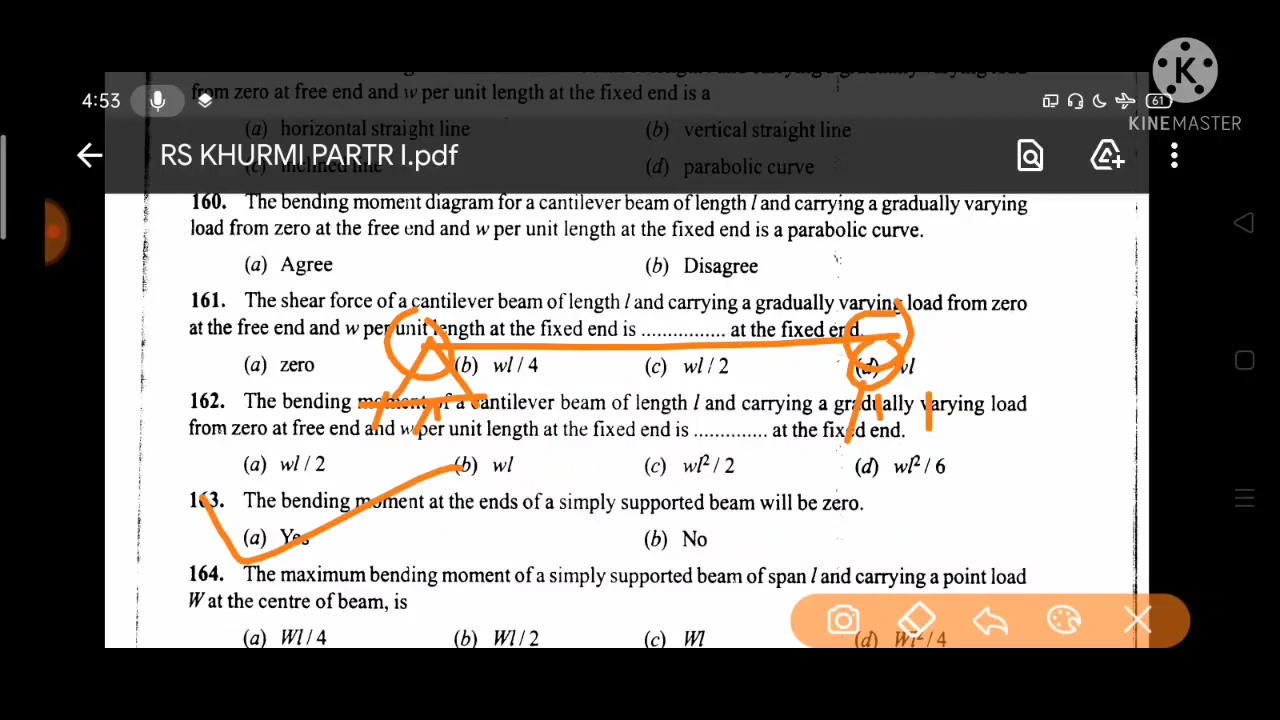 from zero at free end and w per unit length at the fixed end is a
4:53
61
KINEMASTER
(a) horizontal straight line (b) vertical straight line
RS KHURMI PARTR I.pdf
(c) inclined line (d) parabolic curve
160. The bending moment diagram for a cantilever beam of length l and carrying a gradually varying
load from zero at the free end and w per unit length at the fixed end is a parabolic curve.
(a) Agree (b) Disagree
161. The shear force of a cantilever beam of length l and carrying a gradually varying load from zero
at the free end and w per unit length at the fixed end is ................ at the fixed end.
(a) zero (b) wl / 4 (c) wl / 2 (d) wl
162. The bending moment of a cantilever beam of length l and carrying a gradually varying load
from zero at free end and w per unit length at the fixed end is .............. at the fixed end.
(a) wl / 2 (b) wl (c) wl² / 2 (d) wl² / 6
163. The bending moment at the ends of a simply supported beam will be zero.
(a) Yes (b) No
164. The maximum bending moment of a simply supported beam of span l and carrying a point load
W at the centre of beam, is
(a) Wl / 4 (b) Wl / 2 (c) Wl (d) Wl² / 4